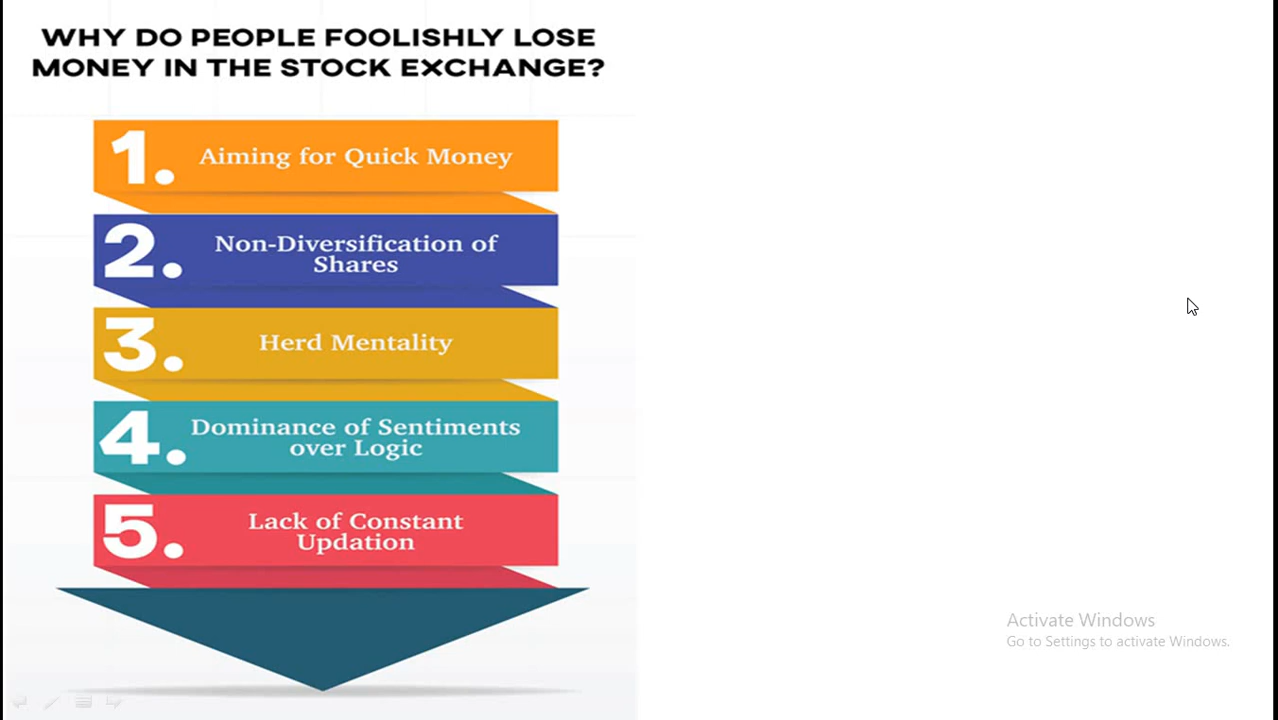 WHY DO PEOPLE FOOLISHLY LOSE
MONEY IN THE STOCK EXCHANGE?
1. Aiming for Quick Money
2. Non-Diversification of
Shares
3. Herd Mentality
4. Dominance of Sentiments
over Logic
5. Lack of Constant
Updation
Activate Windows
Go to Settings to activate Windows.